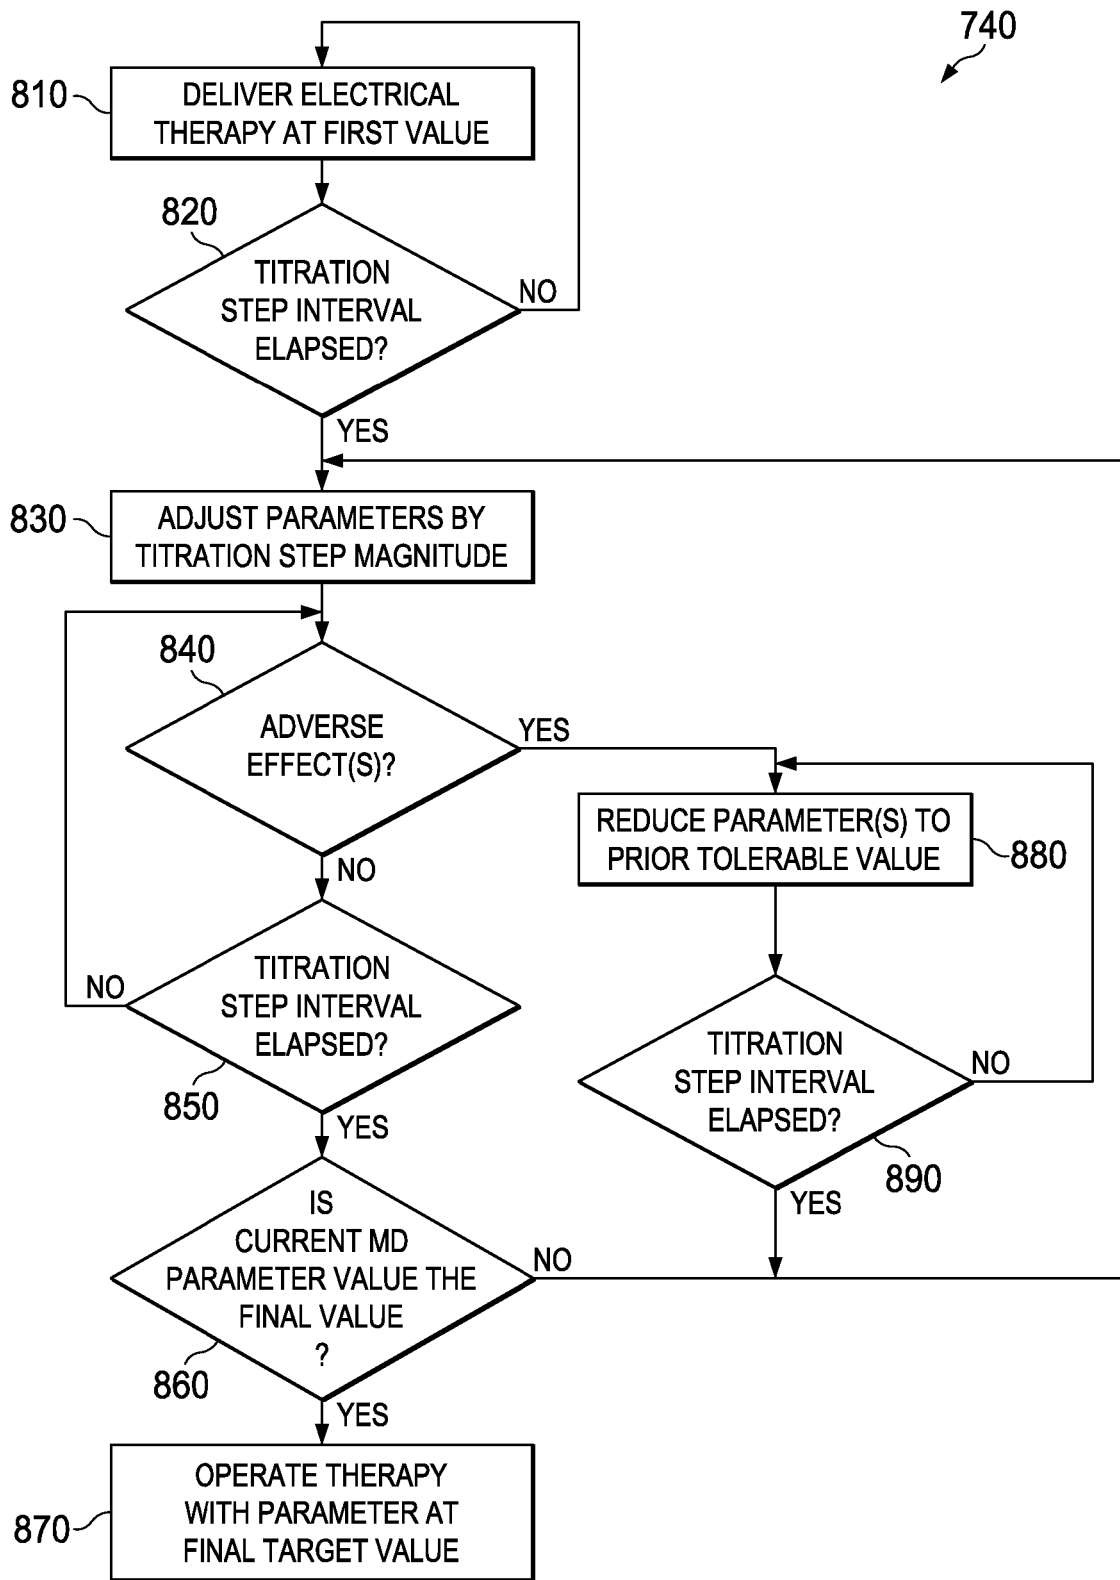 740
810
DELIVER ELECTRICAL
THERAPY AT FIRST VALUE
820
TITRATION
STEP INTERVAL
ELAPSED?
NO
YES
830
ADJUST PARAMETERS BY
TITRATION STEP MAGNITUDE
840
ADVERSE
EFFECT(S)?
YES
NO
REDUCE PARAMETER(S) TO
PRIOR TOLERABLE VALUE
880
TITRATION
STEP INTERVAL
ELAPSED?
NO
850
YES
TITRATION
STEP INTERVAL
ELAPSED?
NO
890
YES
IS
CURRENT MD
PARAMETER VALUE THE
FINAL VALUE
?
NO
860
YES
870
OPERATE THERAPY
WITH PARAMETER AT
FINAL TARGET VALUE